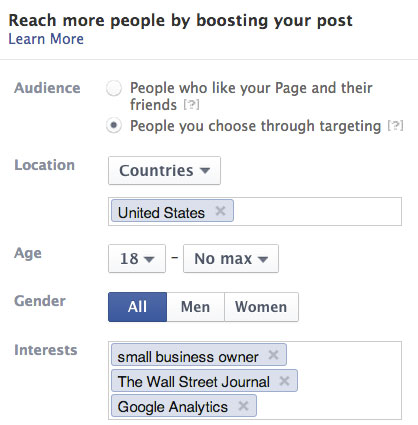 Reach more people by boosting your post
Learn More
Audience
People who like your Page and their
friends [?]
People you choose through targeting [?]
Location
Countries
United States
Age
18 - No max
Gender
All Men Women
Interests
small business owner
The Wall Street Journal
Google Analytics